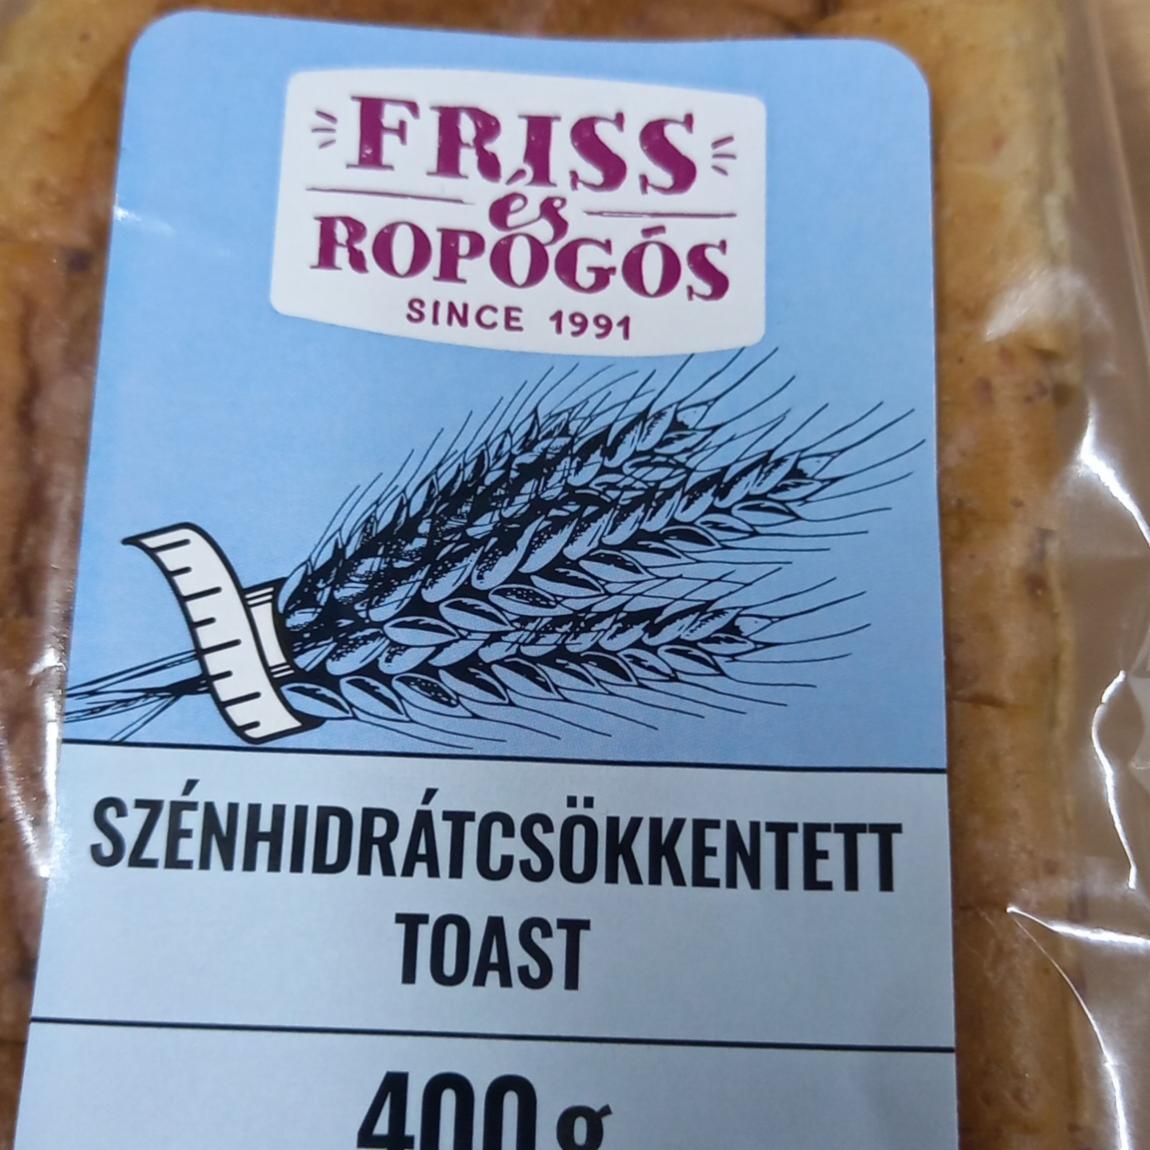 FRISS
és
ROPOGÓS
SINCE 1991
SZÉNHIDRÁTCSÖKKENTETT
TOAST
400 g